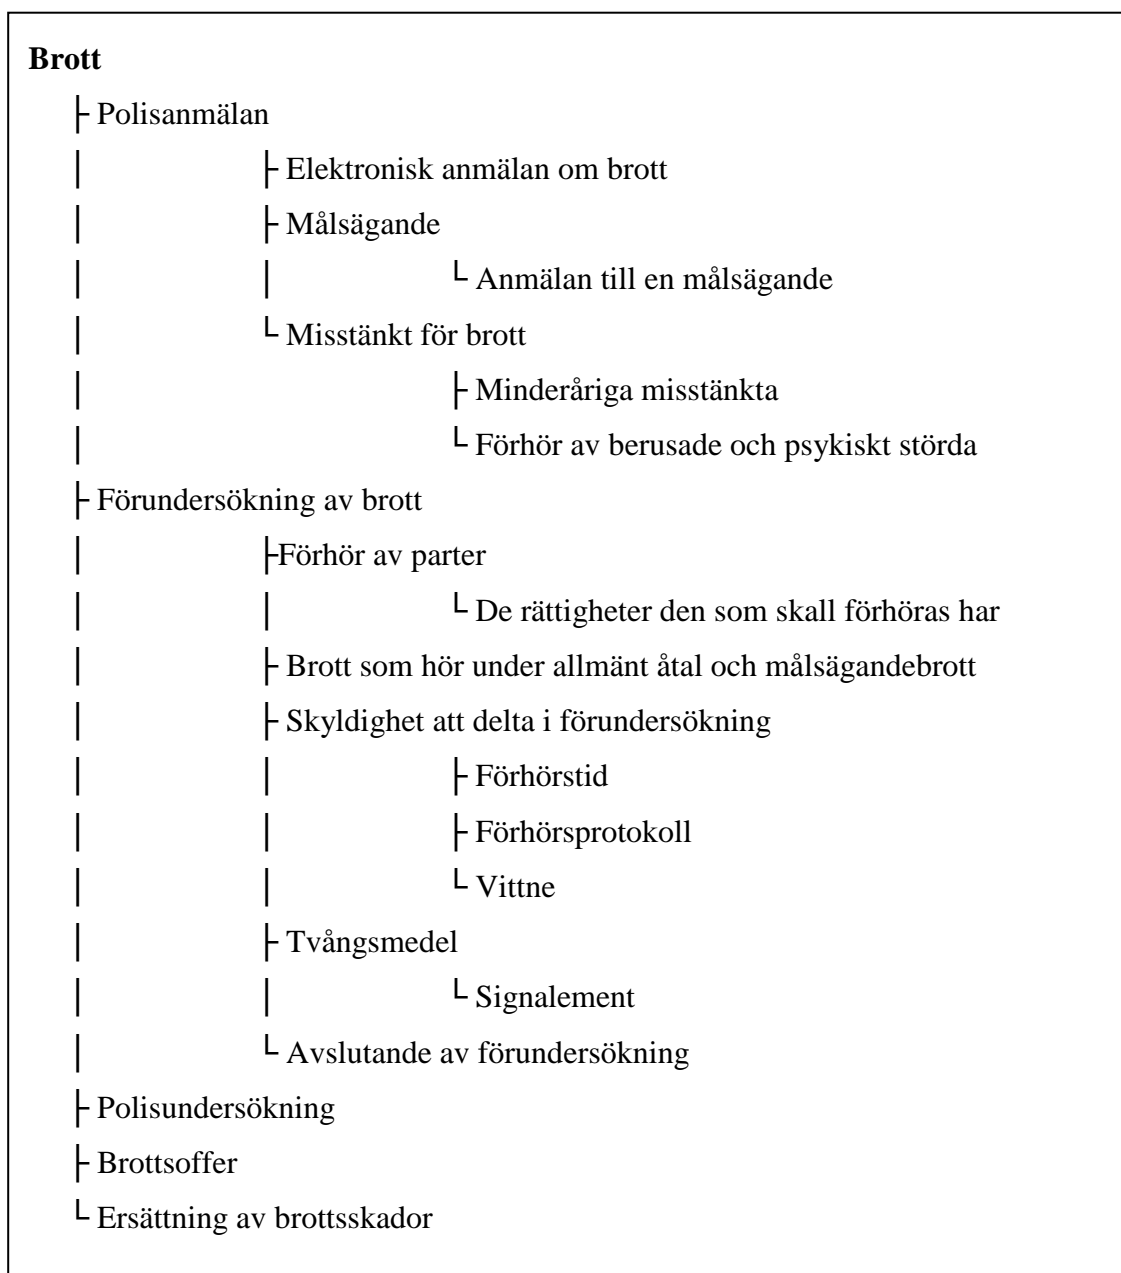 Brott
├ Polisanmälan
│ ├ Elektronisk anmälan om brott
│ ├ Målsägande
│ │ └ Anmälan till en målsägande
│ └ Misstänkt för brott
│ ├ Minderåriga misstänkta
│ └ Förhör av berusade och psykiskt störda
├ Förundersökning av brott
│ ├Förhör av parter
│ │ └ De rättigheter den som skall förhöras har
│ ├ Brott som hör under allmänt åtal och målsägandebrott
│ ├ Skyldighet att delta i förundersökning
│ │ ├ Förhörstid
│ │ ├ Förhörsprotokoll
│ │ └ Vittne
│ ├ Tvångsmedel
│ │ └ Signalement
│ └ Avslutande av förundersökning
├ Polisundersökning
├ Brottsoffer
└ Ersättning av brottsskador